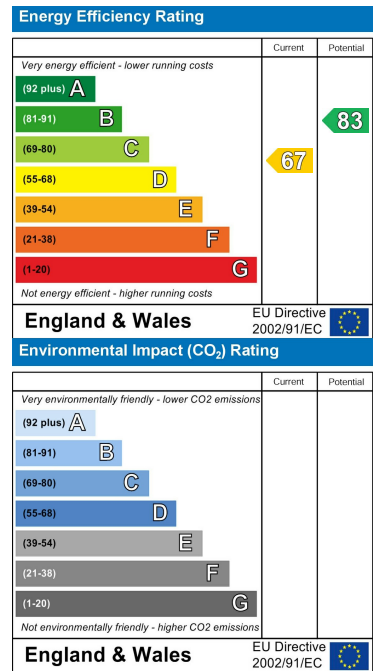 Energy Efficiency Rating
Current Potential
Very energy efficient - lower running costs
(92 plus) A
(81-91) B
(69-80) C
(55-68) D
(39-54) E
(21-38) F
(1-20) G
67
83
Not energy efficient - higher running costs
England & Wales
EU Directive
2002/91/EC
Environmental Impact (CO₂) Rating
Current Potential
Very environmentally friendly - lower CO2 emissions
(92 plus) A
(81-91) B
(69-80) C
(55-68) D
(39-54) E
(21-38) F
(1-20) G
Not environmentally friendly - higher CO2 emissions
England & Wales
EU Directive
2002/91/EC